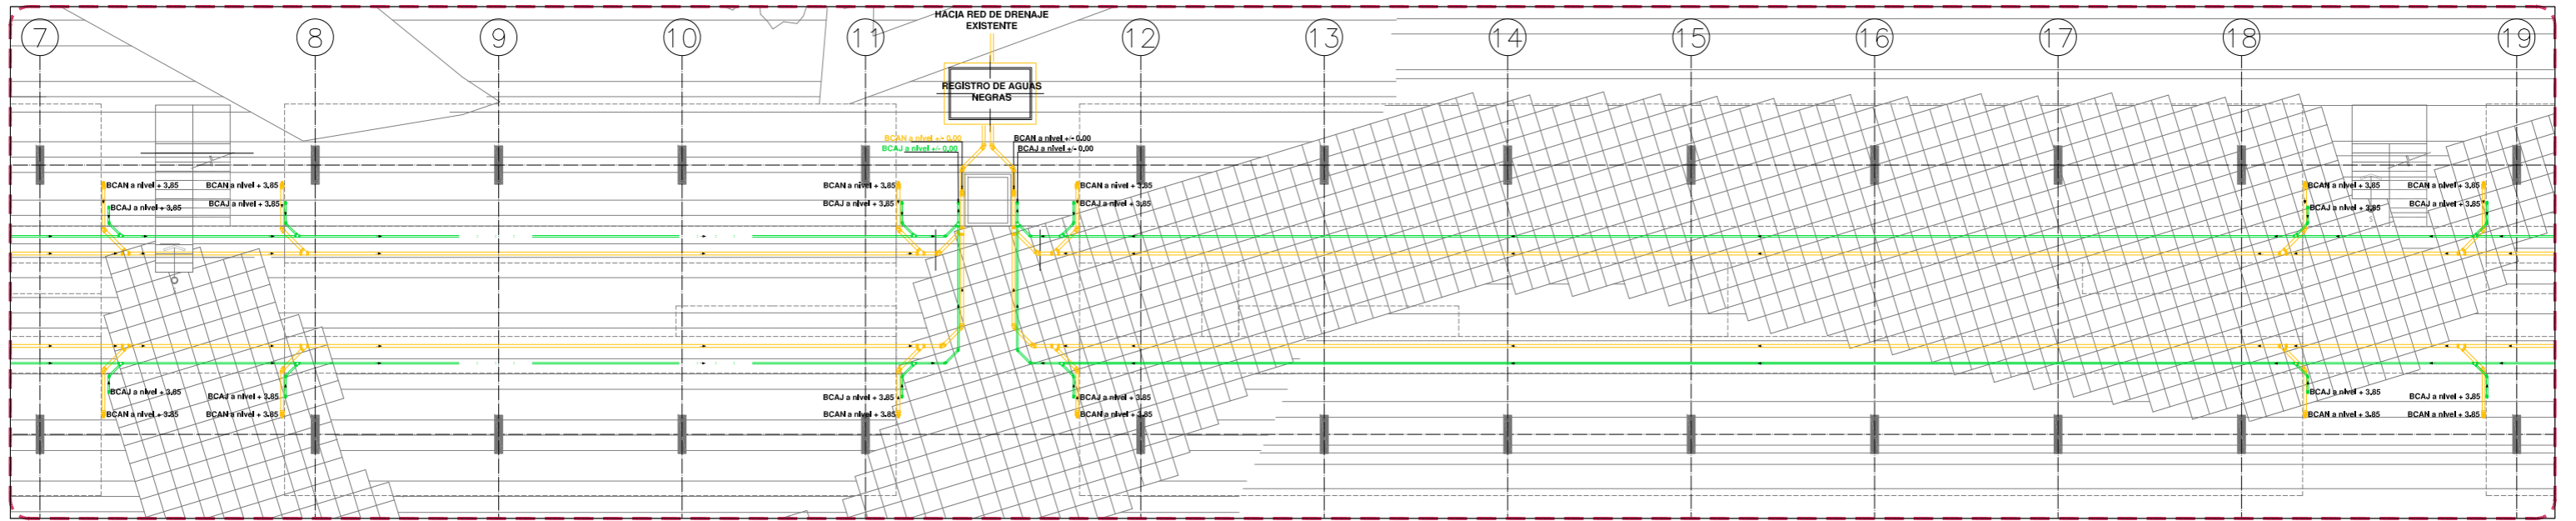 HACIA RED DE DRENAJE
EXISTENTE
7
8
9
10
11
12
13
14
15
16
17
18
19
REGISTRO DE AGUAS
NEGRAS
BCAN a nivel +- 0,00
BCAN a nivel +/- 0.00
BCAJ a nivel +/- 0,00
BCAJ a nivel +/- 0.00
BCAN a nivel + 3,85
BCAN a nivel + 3,85
BCAN a nivel + 3,85
BCAN a nivel + 3,85
BCAN a nivel + 3,85
BCAN a nivel + 3,85
BCAJ a nivel + 3,85
BCAJ a nivel + 3,85
BCAJ a nivel + 3,85
BCAJ a nivel + 3,85
BCAJ a nivel + 3,85
BCAJ a nivel + 3,85
BCAJ a nivel + 3,85
BCAJ a nivel + 3,85
BCAJ a nivel + 3,85
BCAJ a nivel + 3,85
BCAJ a nivel + 3,85
BCAJ a nivel + 3,85
BCAN a nivel + 3,85
BCAN a nivel + 3,85
BCAN a nivel + 3,85
BCAN a nivel + 3,85
BCAN a nivel + 3,85
BCAN a nivel + 3,85